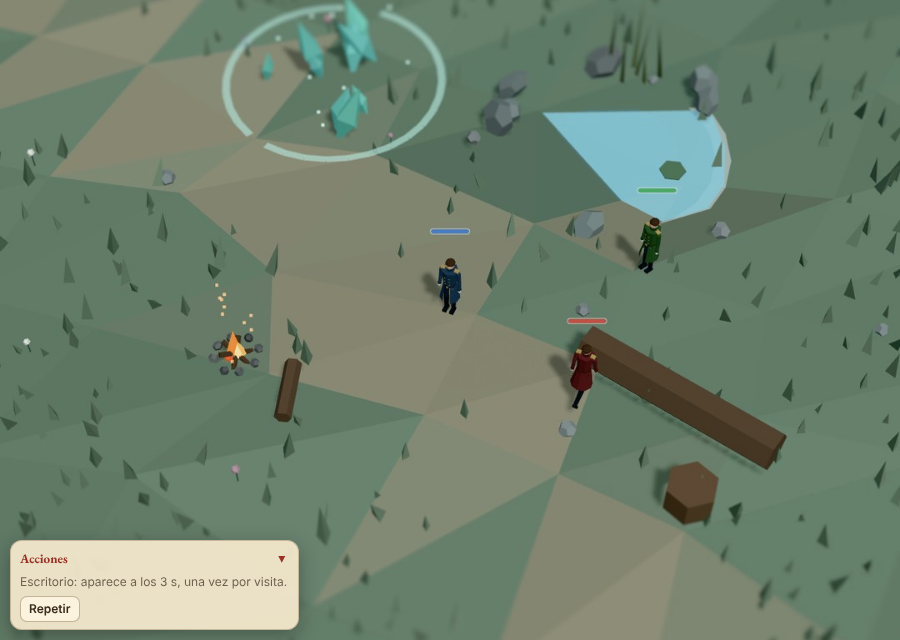 Acciones ▼
Escritorio: aparece a los 3 s, una vez por visita.
Repetir